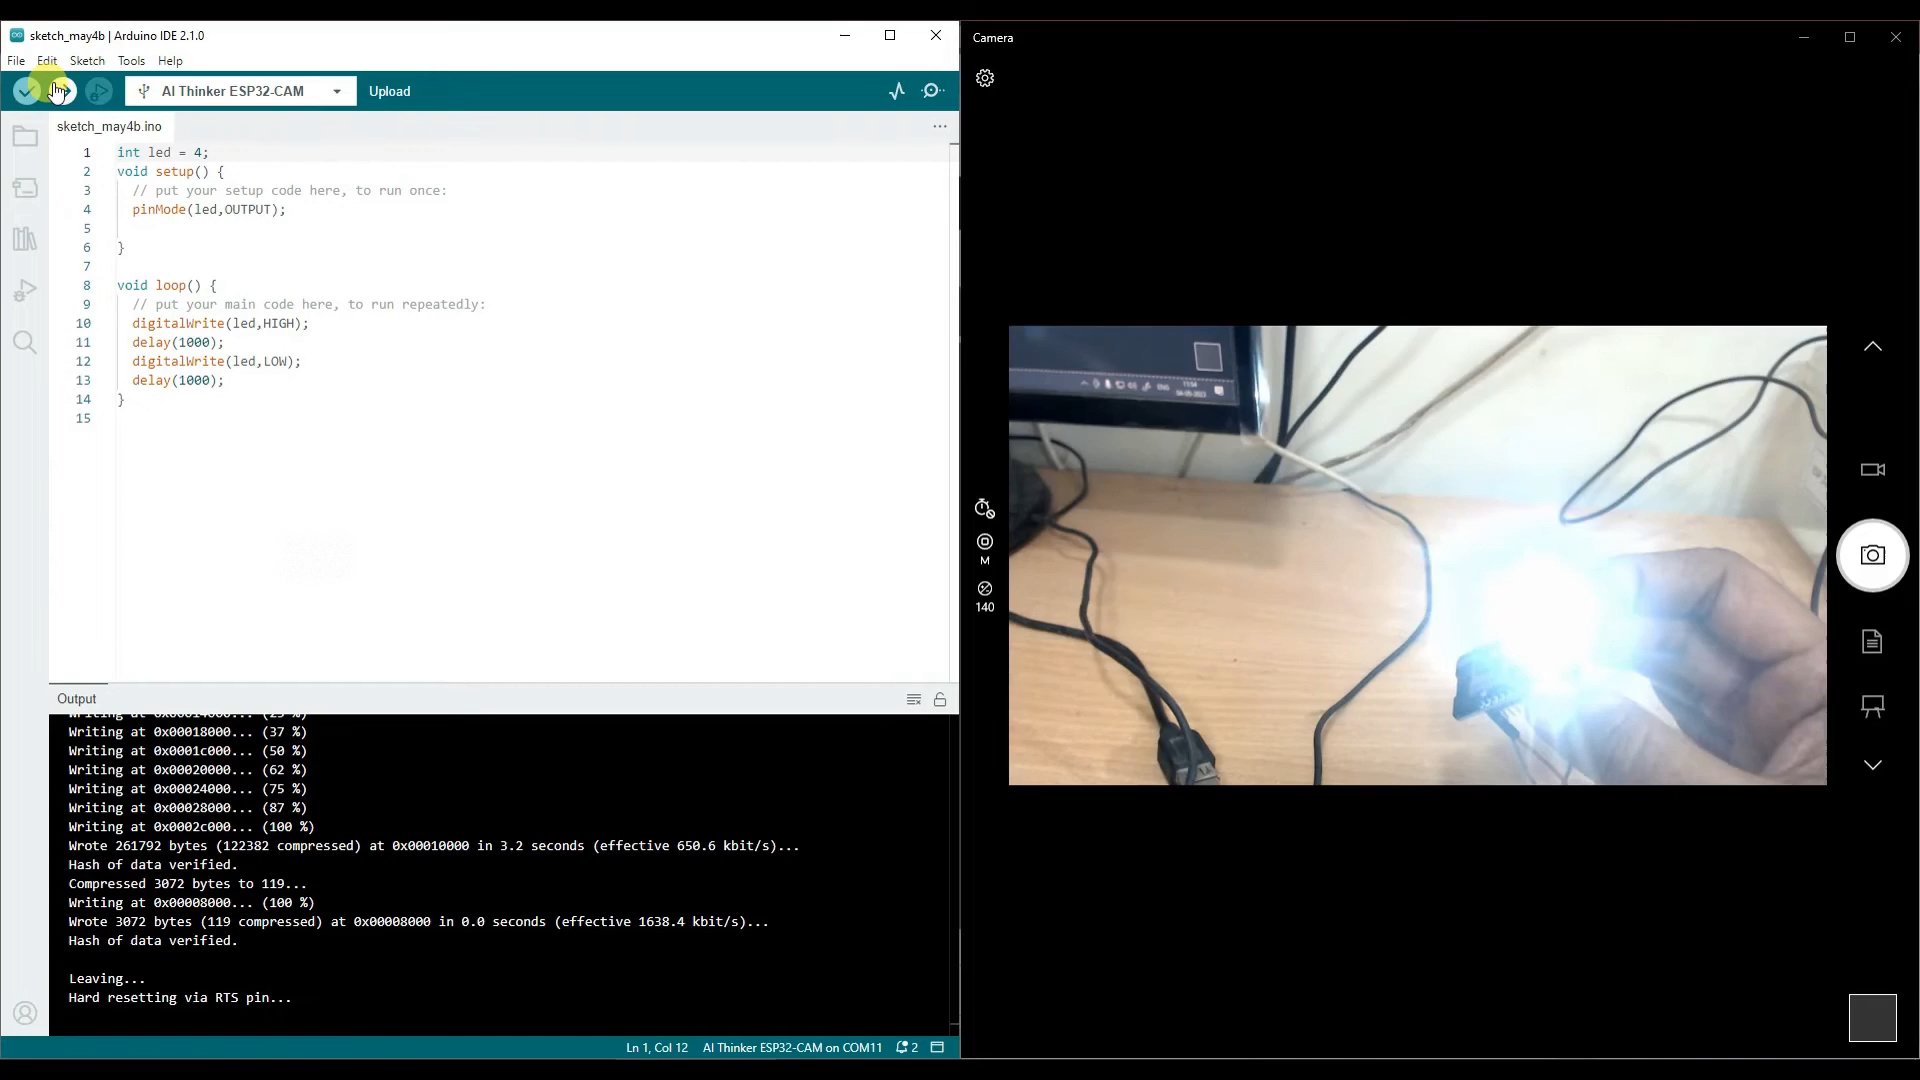 sketch_may4b | Arduino IDE 2.1.0
File Edit Sketch Tools Help
AI Thinker ESP32-CAM
Upload
sketch_may4b.ino
1 int led = 4;
2 void setup() {
3 // put your setup code here, to run once:
4 pinMode(led,OUTPUT);
5
6 }
7
8 void loop() {
9 // put your main code here, to run repeatedly:
10 digitalWrite(led,HIGH);
11 delay(1000);
12 digitalWrite(led,LOW);
13 delay(1000);
14 }
15
Output
Writing at 0x00014000... (25 %)
Writing at 0x00018000... (37 %)
Writing at 0x0001c000... (50 %)
Writing at 0x00020000... (62 %)
Writing at 0x00024000... (75 %)
Writing at 0x00028000... (87 %)
Writing at 0x0002c000... (100 %)
Wrote 261792 bytes (122382 compressed) at 0x00010000 in 3.2 seconds (effective 650.6 kbit/s)...
Hash of data verified.
Compressed 3072 bytes to 119...
Writing at 0x00008000... (100 %)
Wrote 3072 bytes (119 compressed) at 0x00008000 in 0.0 seconds (effective 1638.4 kbit/s)...
Hash of data verified.
Leaving...
Hard resetting via RTS pin...
Ln 1, Col 12 AI Thinker ESP32-CAM on COM11 2
Camera
M
140
ENG